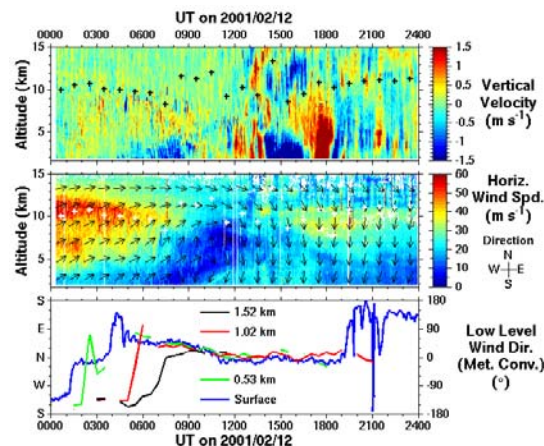 UT on 2001/02/12
0000 0300 0600 0900 1200 1500 1800 2100 2400
Altitude (km)
15
10
5
1.5
1
0.5
0
-0.5
-1
-1.5
Vertical
Velocity
(m s-1)
Altitude (km)
15
10
5
60
50
40
30
20
10
0
Horiz.
Wind Spd.
(m s-1)
Direction
N
W E
S
S
E
N
W
S
1.52 km
1.02 km
0.53 km
Surface
180
90
0
-90
-180
Low Level
Wind Dir.
(Met. Conv.)
(°)
0000 0300 0600 0900 1200 1500 1800 2100 2400
UT on 2001/02/12